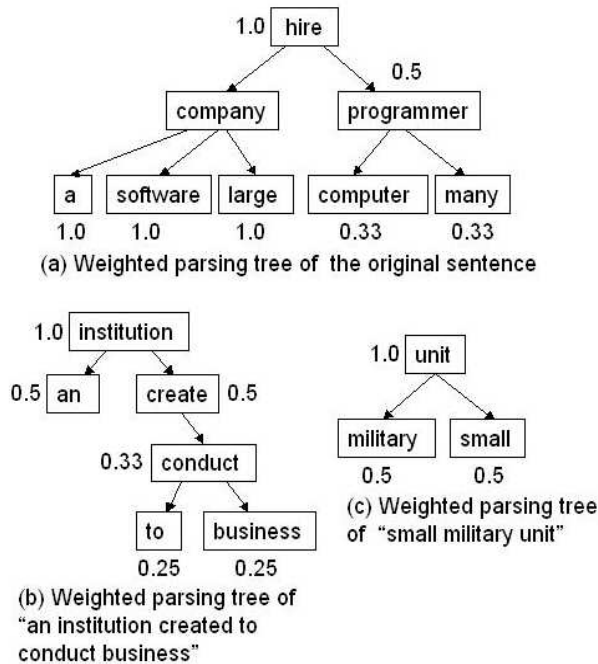 1.0 hire
0.5
company programmer
a software large computer many
1.0 1.0 1.0 0.33 0.33
(a) Weighted parsing tree of the original sentence
1.0 institution
0.5 an create 0.5
0.33 conduct
to business
0.25 0.25
(b) Weighted parsing tree of
“an institution created to
conduct business”
1.0 unit
military small
0.5 0.5
(c) Weighted parsing tree
of “small military unit”